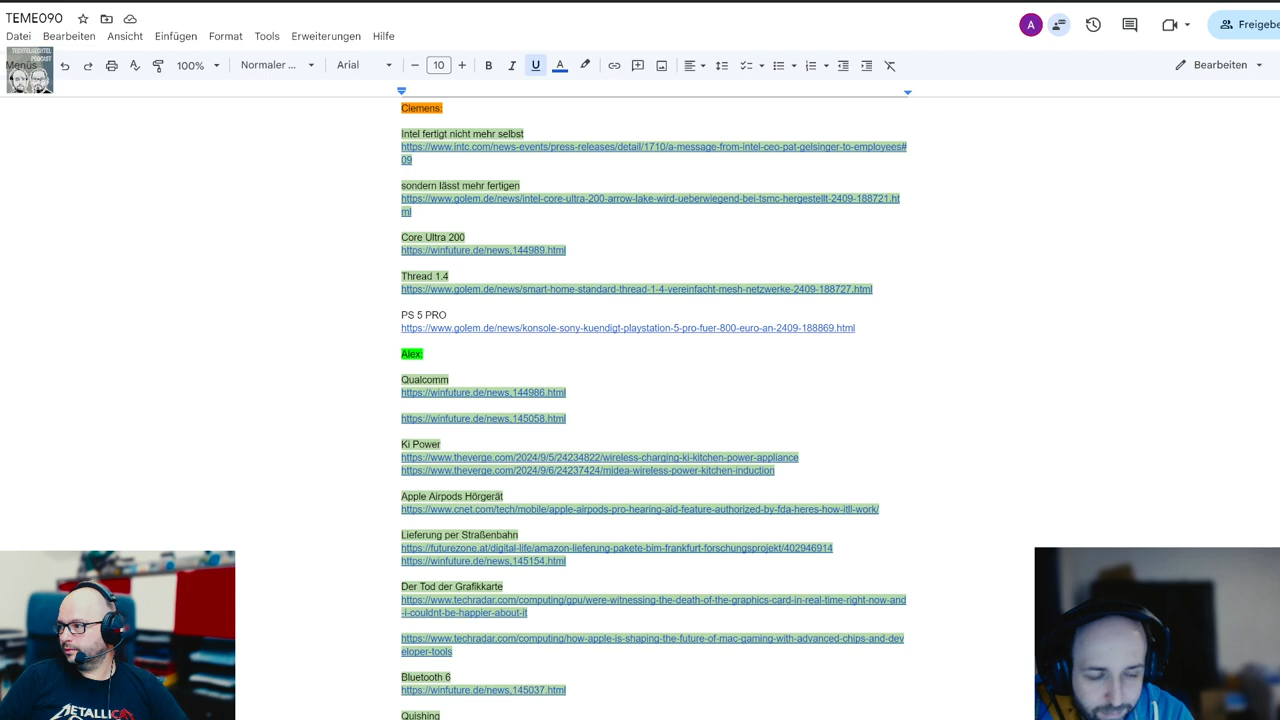 TEME090
Datei Bearbeiten Ansicht Einfügen Format Tools Erweiterungen Hilfe
A
Freigebe
TECHTELMECHTEL
PODCAST
Menüs
100% Normaler ... Arial 10 B I U A
Bearbeiten
Clemens:
Intel fertigt nicht mehr selbst
https://www.intc.com/news-events/press-releases/detail/1710/a-message-from-intel-ceo-pat-gelsinger-to-employees#
09
sondern lässt mehr fertigen
https://www.golem.de/news/intel-core-ultra-200-arrow-lake-wird-ueberwiegend-bei-tsmc-hergestellt-2409-188721.ht
ml
Core Ultra 200
https://winfuture.de/news,144989.html
Thread 1.4
https://www.golem.de/news/smart-home-standard-thread-1-4-vereinfacht-mesh-netzwerke-2409-188727.html
PS 5 PRO
https://www.golem.de/news/konsole-sony-kuendigt-playstation-5-pro-fuer-800-euro-an-2409-188869.html
Alex:
Qualcomm
https://winfuture.de/news,144986.html
https://winfuture.de/news,145058.html
Ki Power
https://www.theverge.com/2024/9/5/24234822/wireless-charging-ki-kitchen-power-appliance
https://www.theverge.com/2024/9/6/24237424/midea-wireless-power-kitchen-induction
Apple Airpods Hörgerät
https://www.cnet.com/tech/mobile/apple-airpods-pro-hearing-aid-feature-authorized-by-fda-heres-how-itll-work/
Lieferung per Straßenbahn
https://futurezone.at/digital-life/amazon-lieferung-pakete-bim-frankfurt-forschungsprojekt/402946914
https://winfuture.de/news,145154.html
Der Tod der Grafikkarte
https://www.techradar.com/computing/gpu/were-witnessing-the-death-of-the-graphics-card-in-real-time-right-now-and
-i-couldnt-be-happier-about-it
https://www.techradar.com/computing/how-apple-is-shaping-the-future-of-mac-gaming-with-advanced-chips-and-dev
eloper-tools
Bluetooth 6
https://winfuture.de/news,145037.html
Quishing
METALLICA